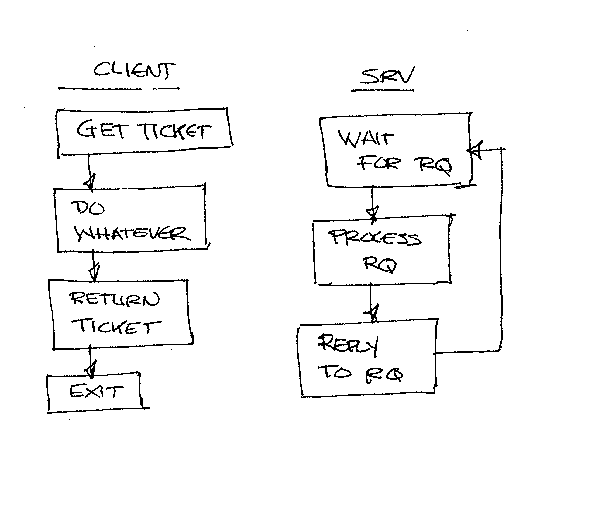 CLIENT
GET TICKET
DO
WHATEVER
RETURN
TICKET
EXIT
SRV
WAIT
FOR RQ
PROCESS
RQ
REPLY
TO RQ